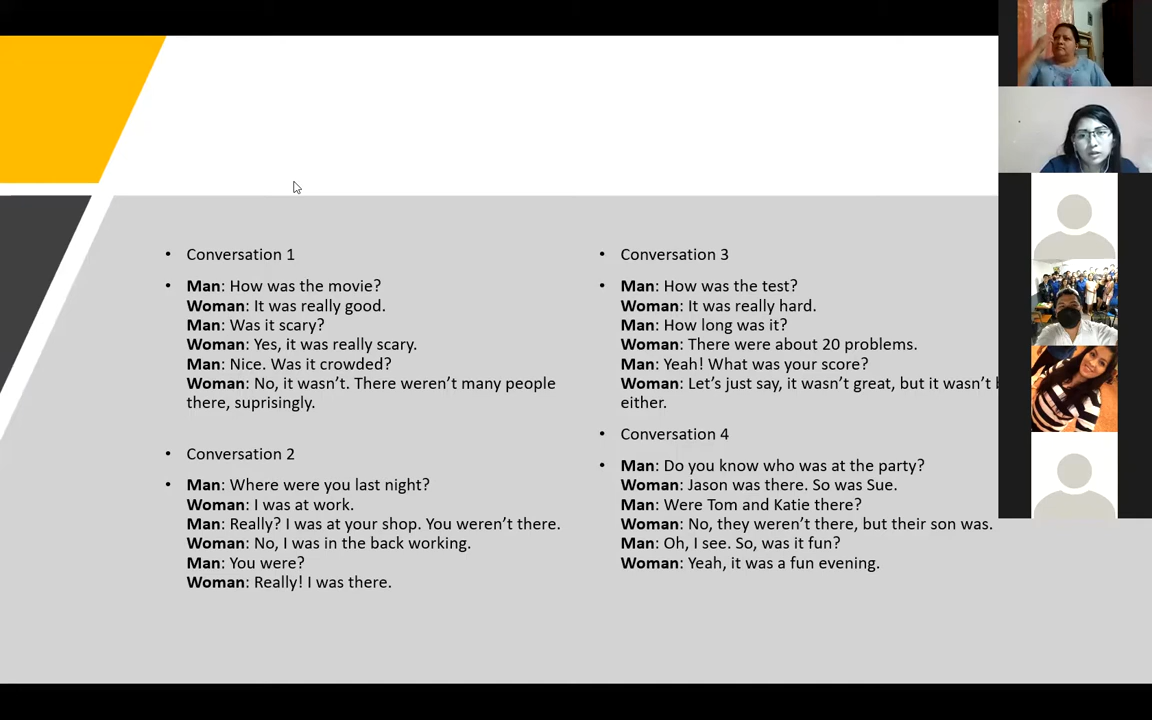 Conversation 1
Man: How was the movie?
Woman: It was really good.
Man: Was it scary?
Woman: Yes, it was really scary.
Man: Nice. Was it crowded?
Woman: No, it wasn't. There weren't many people
there, suprisingly.
Conversation 2
Man: Where were you last night?
Woman: I was at work.
Man: Really? I was at your shop. You weren't there.
Woman: No, I was in the back working.
Man: You were?
Woman: Really! I was there.
Conversation 3
Man: How was the test?
Woman: It was really hard.
Man: How long was it?
Woman: There were about 20 problems.
Man: Yeah! What was your score?
Woman: Let's just say, it wasn't great, but it wasn't
either.
Conversation 4
Man: Do you know who was at the party?
Woman: Jason was there. So was Sue.
Man: Were Tom and Katie there?
Woman: No, they weren't there, but their son was.
Man: Oh, I see. So, was it fun?
Woman: Yeah, it was a fun evening.